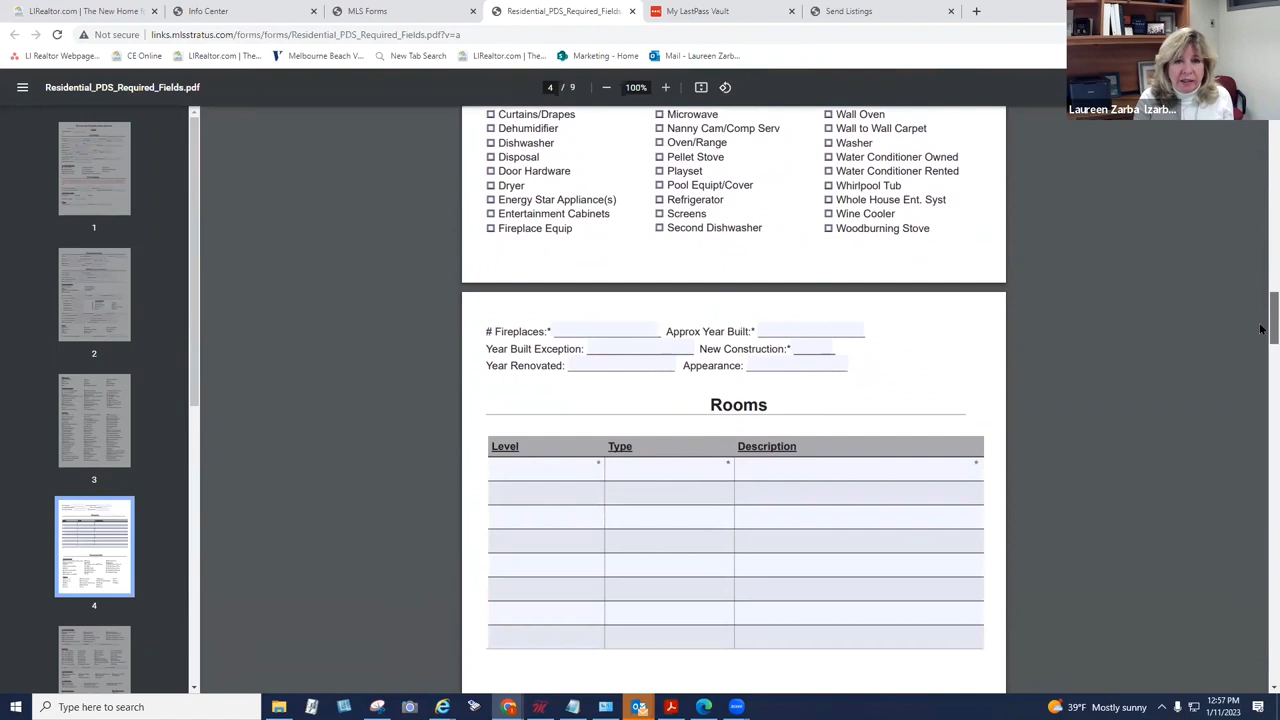 LIRealtor.com | The Home
Info Center
MLS Forms
Residential_PDS_Required_Fields
My LastPass Vault
Cold Listings
Not secure | links.mlsstratus.com/forms/forms/Residential_PDS_Required_Fields.pdf
LI Realtor.com | The...
CE Online
LIRealtor.com | The...
Melbourne Beach V...
New Tab Search
LIRealtor.com | The...
Marketing - Home
Mail - Laureen Zarb...
Laureen Zarba lzarb...
Residential_PDS_Required_Fields.pdf
4 / 9
100%
Curtains/Drapes Microwave Wall Oven
Dehumidifier Nanny Cam/Comp Serv Wall to Wall Carpet
Dishwasher Oven/Range Washer
Disposal Pellet Stove Water Conditioner Owned
Door Hardware Playset Water Conditioner Rented
Dryer Pool Equipt/Cover Whirlpool Tub
Energy Star Appliance(s) Refrigerator Whole House Ent. Syst
Entertainment Cabinets Screens Wine Cooler
Fireplace Equip Second Dishwasher Woodburning Stove
# Fireplaces:* Approx Year Built:*
Year Built Exception: New Construction:*
Year Renovated: Appearance:
Rooms
Level Type Description
* * *
1
2
3
4
Type here to search
zoom
39°F Mostly sunny
12:57 PM
1/11/2023